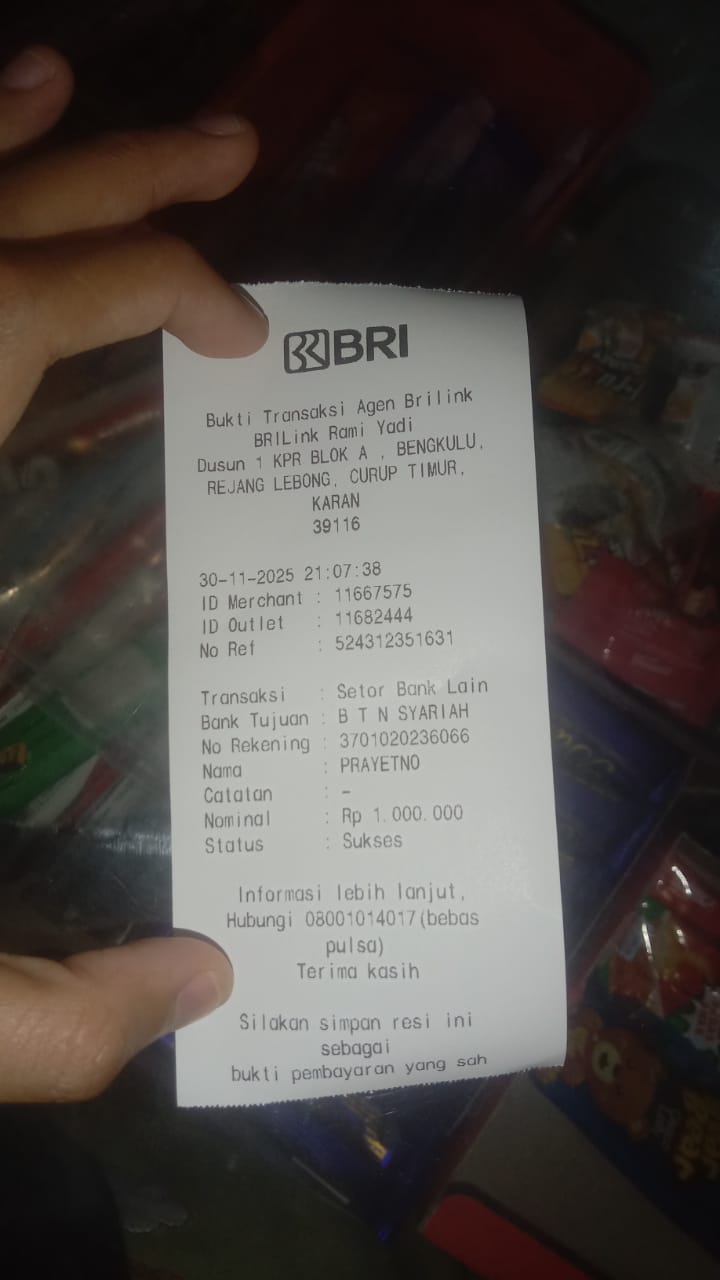 BRI
Bukti Transaksi Agen Brilink
BRILink Rami Yadi
Dusun 1 KPR BLOK A , BENGKULU,
REJANG LEBONG, CURUP TIMUR,
KARAN
39116
30-11-2025 21:07:38
ID Merchant : 11667575
ID Outlet : 11682444
No Ref : 524312351631
Transaksi : Setor Bank Lain
Bank Tujuan : B T N SYARIAH
No Rekening : 3701020236066
Nama : PRAYETNO
Catatan : -
Nominal : Rp 1.000.000
Status : Sukses
Informasi lebih lanjut,
Hubungi 08001014017(bebas
pulsa)
Terima kasih
Silakan simpan resi ini
sebagai
bukti pembayaran yang sah